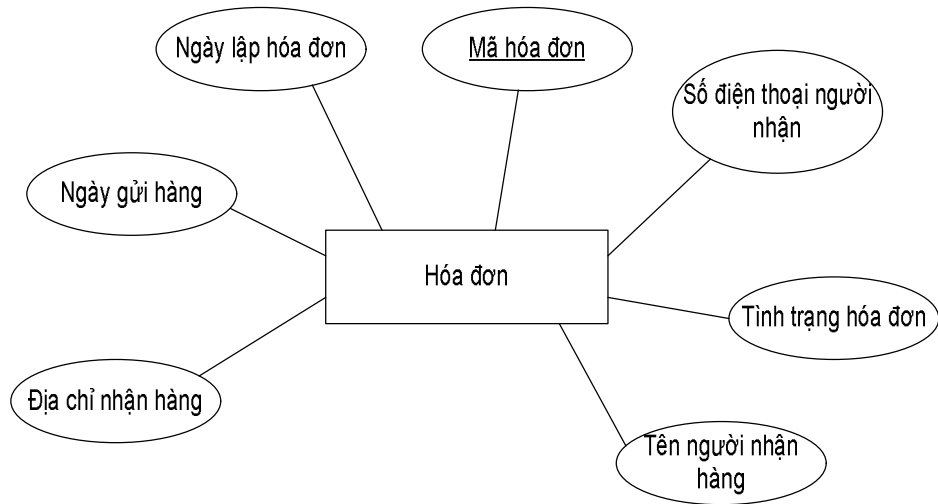 Ngày lập hóa đơn
Mã hóa đơn
Số điện thoại người
nhận
Ngày gửi hàng
Hóa đơn
Tình trạng hóa đơn
Địa chỉ nhận hàng
Tên người nhận
hàng